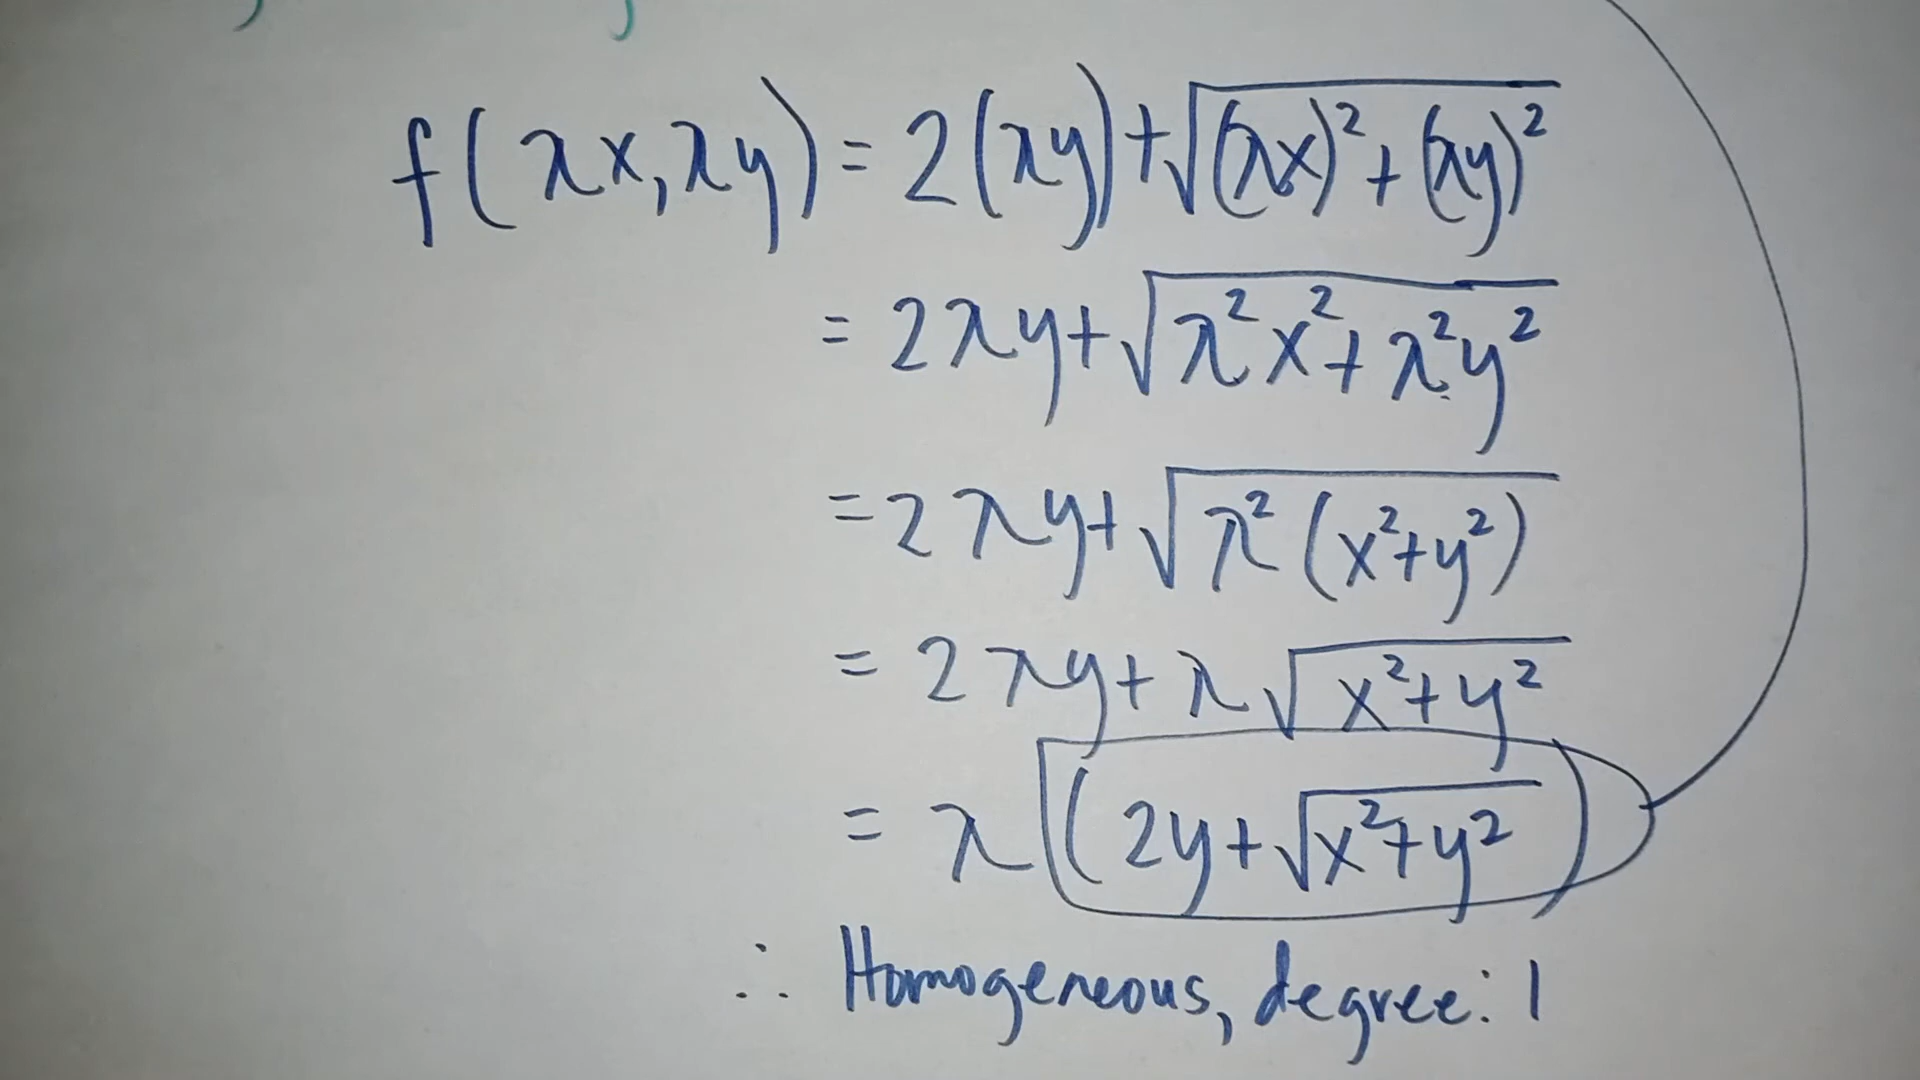 f(λx, λy) = 2(λy) + √((λx)² + (λy)²)
= 2λy + √(λ²x² + λ²y²)
= 2λy + √(λ²(x²+y²))
= 2λy + λ√(x²+y²)
= λ(2y + √(x²+y²))
∴ Homogeneous, degree: 1